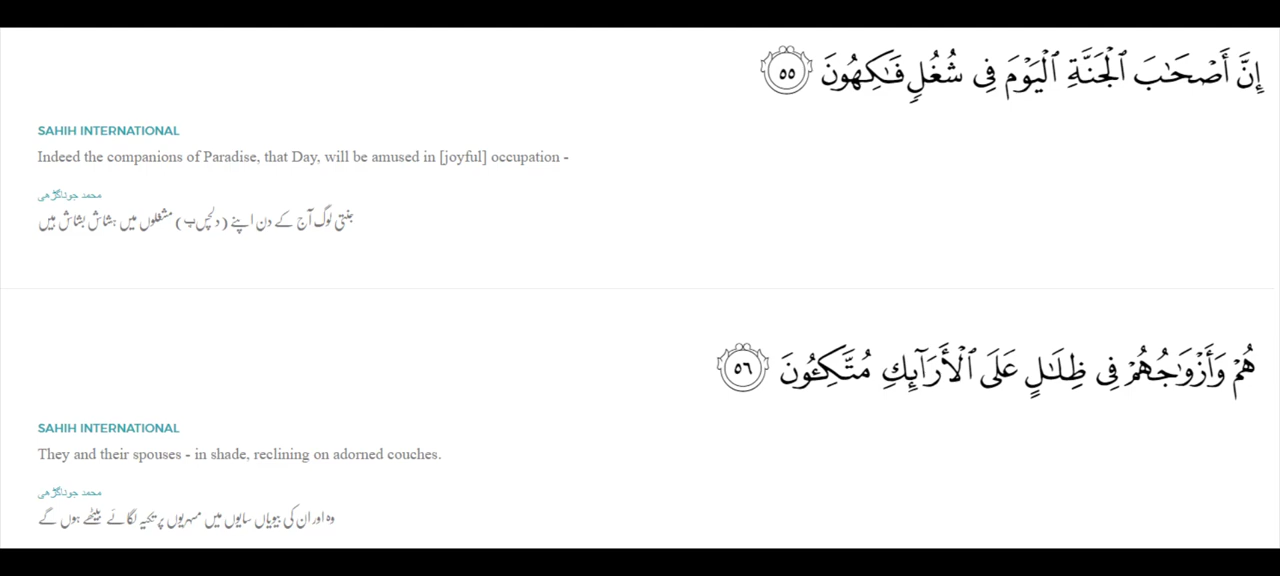 إِنَّ أَصْحَٰبَ ٱلْجَنَّةِ ٱلْيَوْمَ فِى شُغُلٍ فَٰكِهُونَ ٥٥
SAHIH INTERNATIONAL
Indeed the companions of Paradise, that Day, will be amused in [joyful] occupation -
محمد جوناگڑھی
جنتی لوگ آج کے دن اپنے (دلچسﭗ) مشغلوں میں ہشاش بشاش ہیں
هُمْ وَأَزْوَٰجُهُمْ فِى ظِلَٰلٍ عَلَى ٱلْأَرَآئِكِ مُتَّكِـُٔونَ ٥٦
SAHIH INTERNATIONAL
They and their spouses - in shade, reclining on adorned couches.
محمد جوناگڑھی
وه اور ان کی بیویاں سایوں میں مسہریوں پر تکیہ لگائے بیٹھے ہوں گے